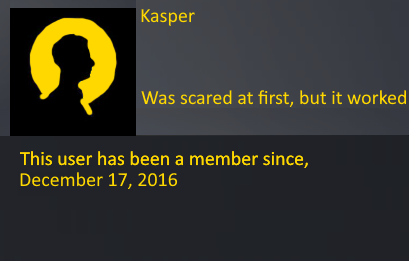 Kasper
Was scared at first, but it worked
This user has been a member since,
December 17, 2016